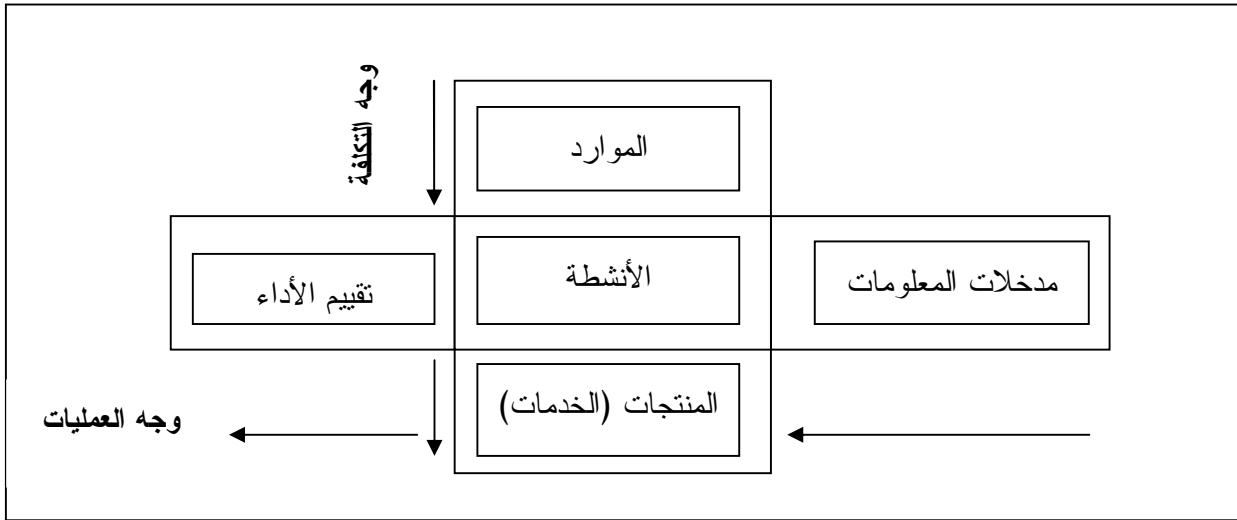 وجه التكلفة
الموارد
مدخلات المعلومات
الأنشطة
تقييم الأداء
المنتجات (الخدمات)
وجه العمليات